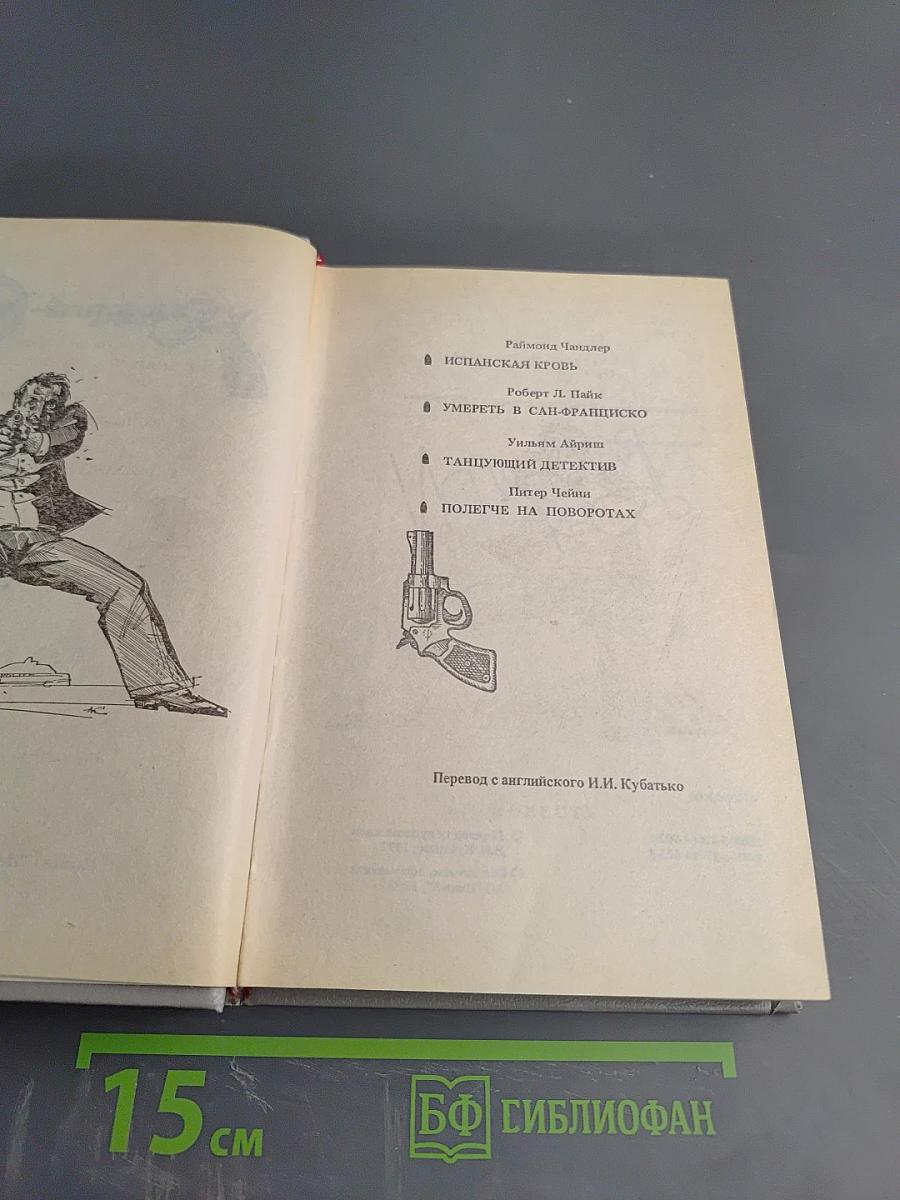 Раймонд Чандлер
ИСПАНСКАЯ КРОВЬ
Роберт Л. Пайк
УМЕРЕТЬ В САН-ФРАНЦИСКО
Уильям Айриш
ТАНЦУЮЩИЙ ДЕТЕКТИВ
Питер Чейни
ПОЛЕГЧЕ НА ПОВОРОТАХ
Перевод с английского И.И. Кубатько
15 см
БФ БИБЛИОФАН